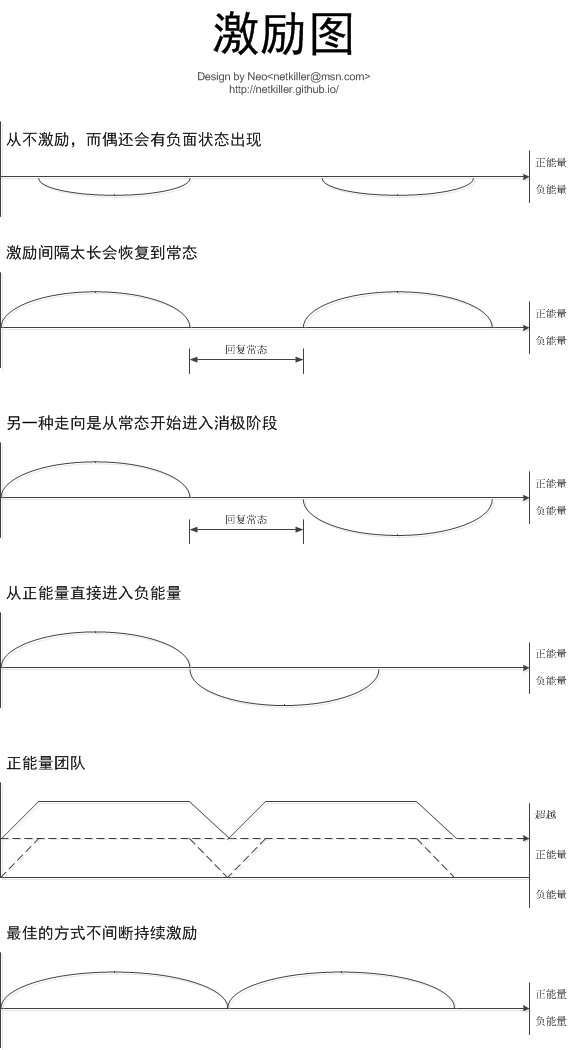 激励图
Design by Neo<netkiller@msn.com>
http://netkiller.github.io/
从不激励，而偶还会有负面状态出现
正能量
负能量
激励间隔太长会恢复到常态
正能量
负能量
回复常态
另一种走向是从常态开始进入消极阶段
正能量
负能量
回复常态
从正能量直接进入负能量
正能量
负能量
正能量团队
超越
正能量
负能量
最佳的方式不间断持续激励
正能量
负能量